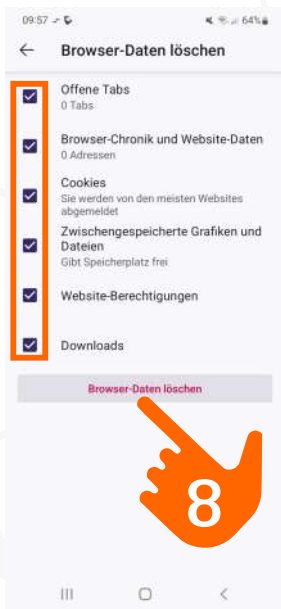 09:57
64%
Browser-Daten löschen
Offene Tabs
0 Tabs
Browser-Chronik und Website-Daten
0 Adressen
Cookies
Sie werden von den meisten Websites
abgemeldet
Zwischengespeicherte Grafiken und
Dateien
Gibt Speicherplatz frei
Website-Berechtigungen
Downloads
Browser-Daten löschen
8